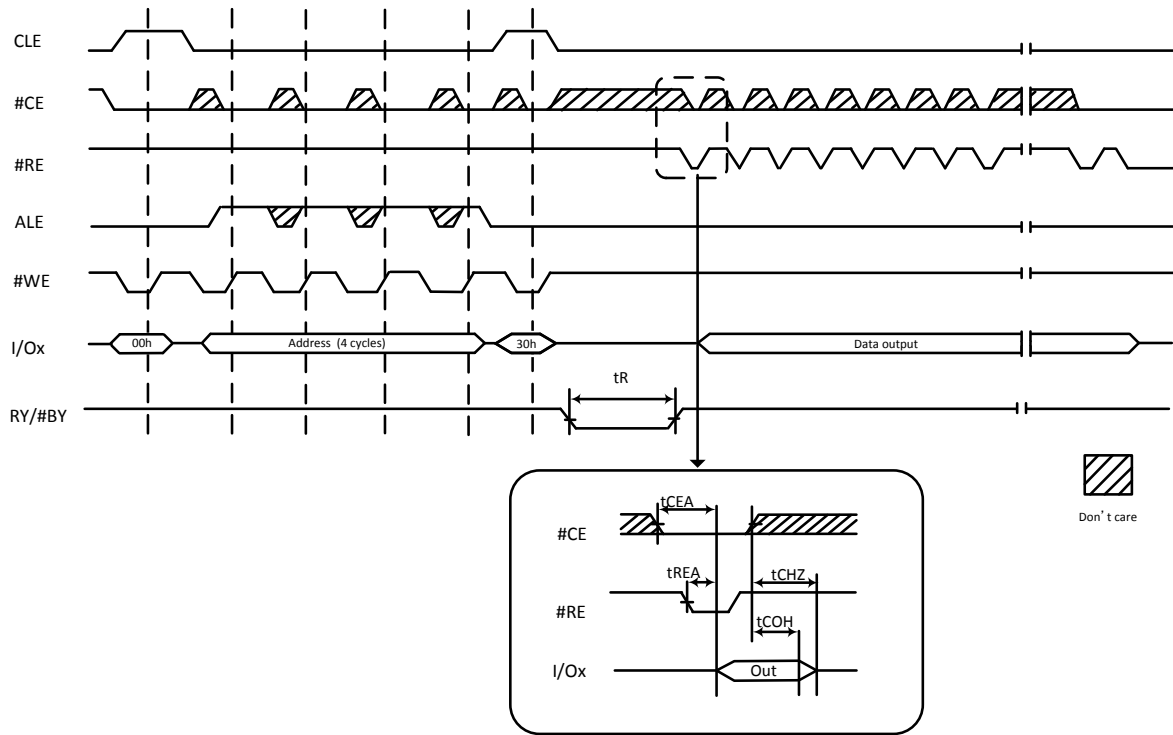 CLE
#CE
#RE
ALE
#WE
I/Ox
00h
Address (4 cycles)
30h
Data output
tR
RY/#BY
Don’t care
tCEA
#CE
tREA
tCHZ
#RE
tCOH
I/Ox
Out